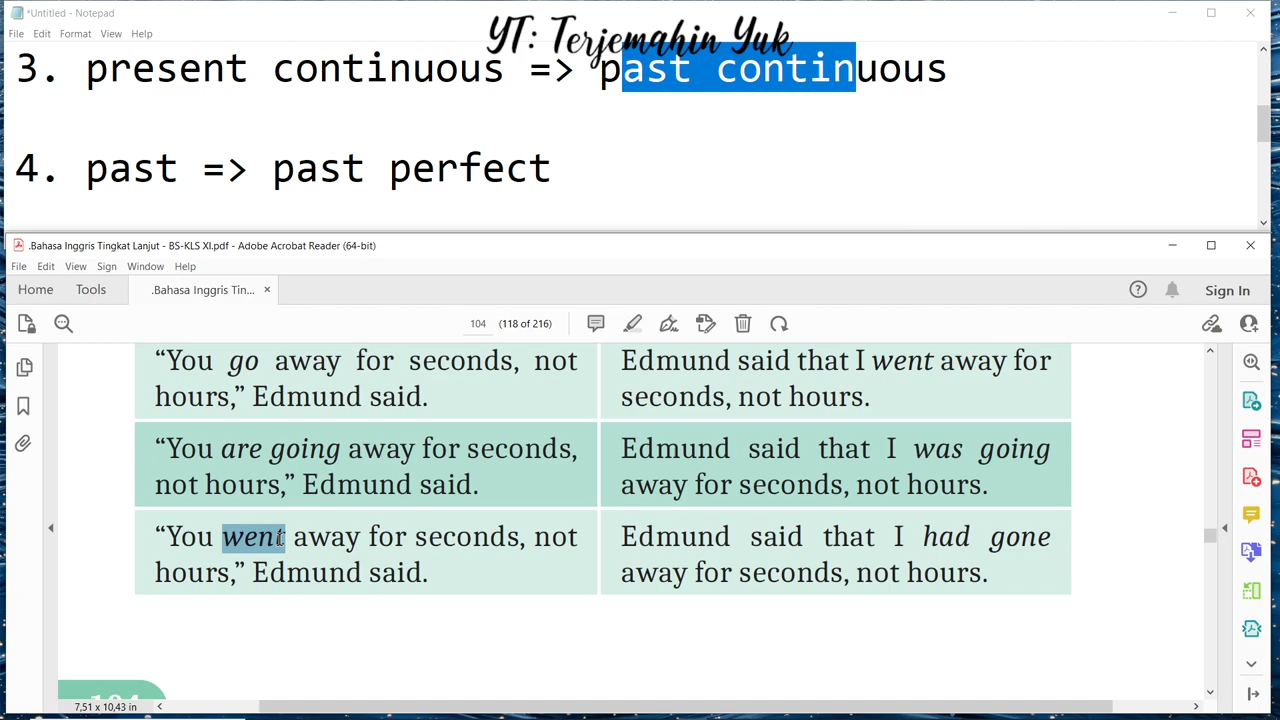 *Untitled - Notepad
File Edit Format View Help
YT: Terjemahin Yuk
3. present continuous => past continuous
4. past => past perfect
.Bahasa Inggris Tingkat Lanjut - BS-KLS XI.pdf - Adobe Acrobat Reader (64-bit)
File Edit View Sign Window Help
Home Tools .Bahasa Inggris Tin... × Sign In
104 (118 of 216)
“You go away for seconds, not
hours,” Edmund said.
Edmund said that I went away for
seconds, not hours.
“You are going away for seconds,
not hours,” Edmund said.
Edmund said that I was going
away for seconds, not hours.
“You went away for seconds, not
hours,” Edmund said.
Edmund said that I had gone
away for seconds, not hours.
104
7,51 x 10,43 in